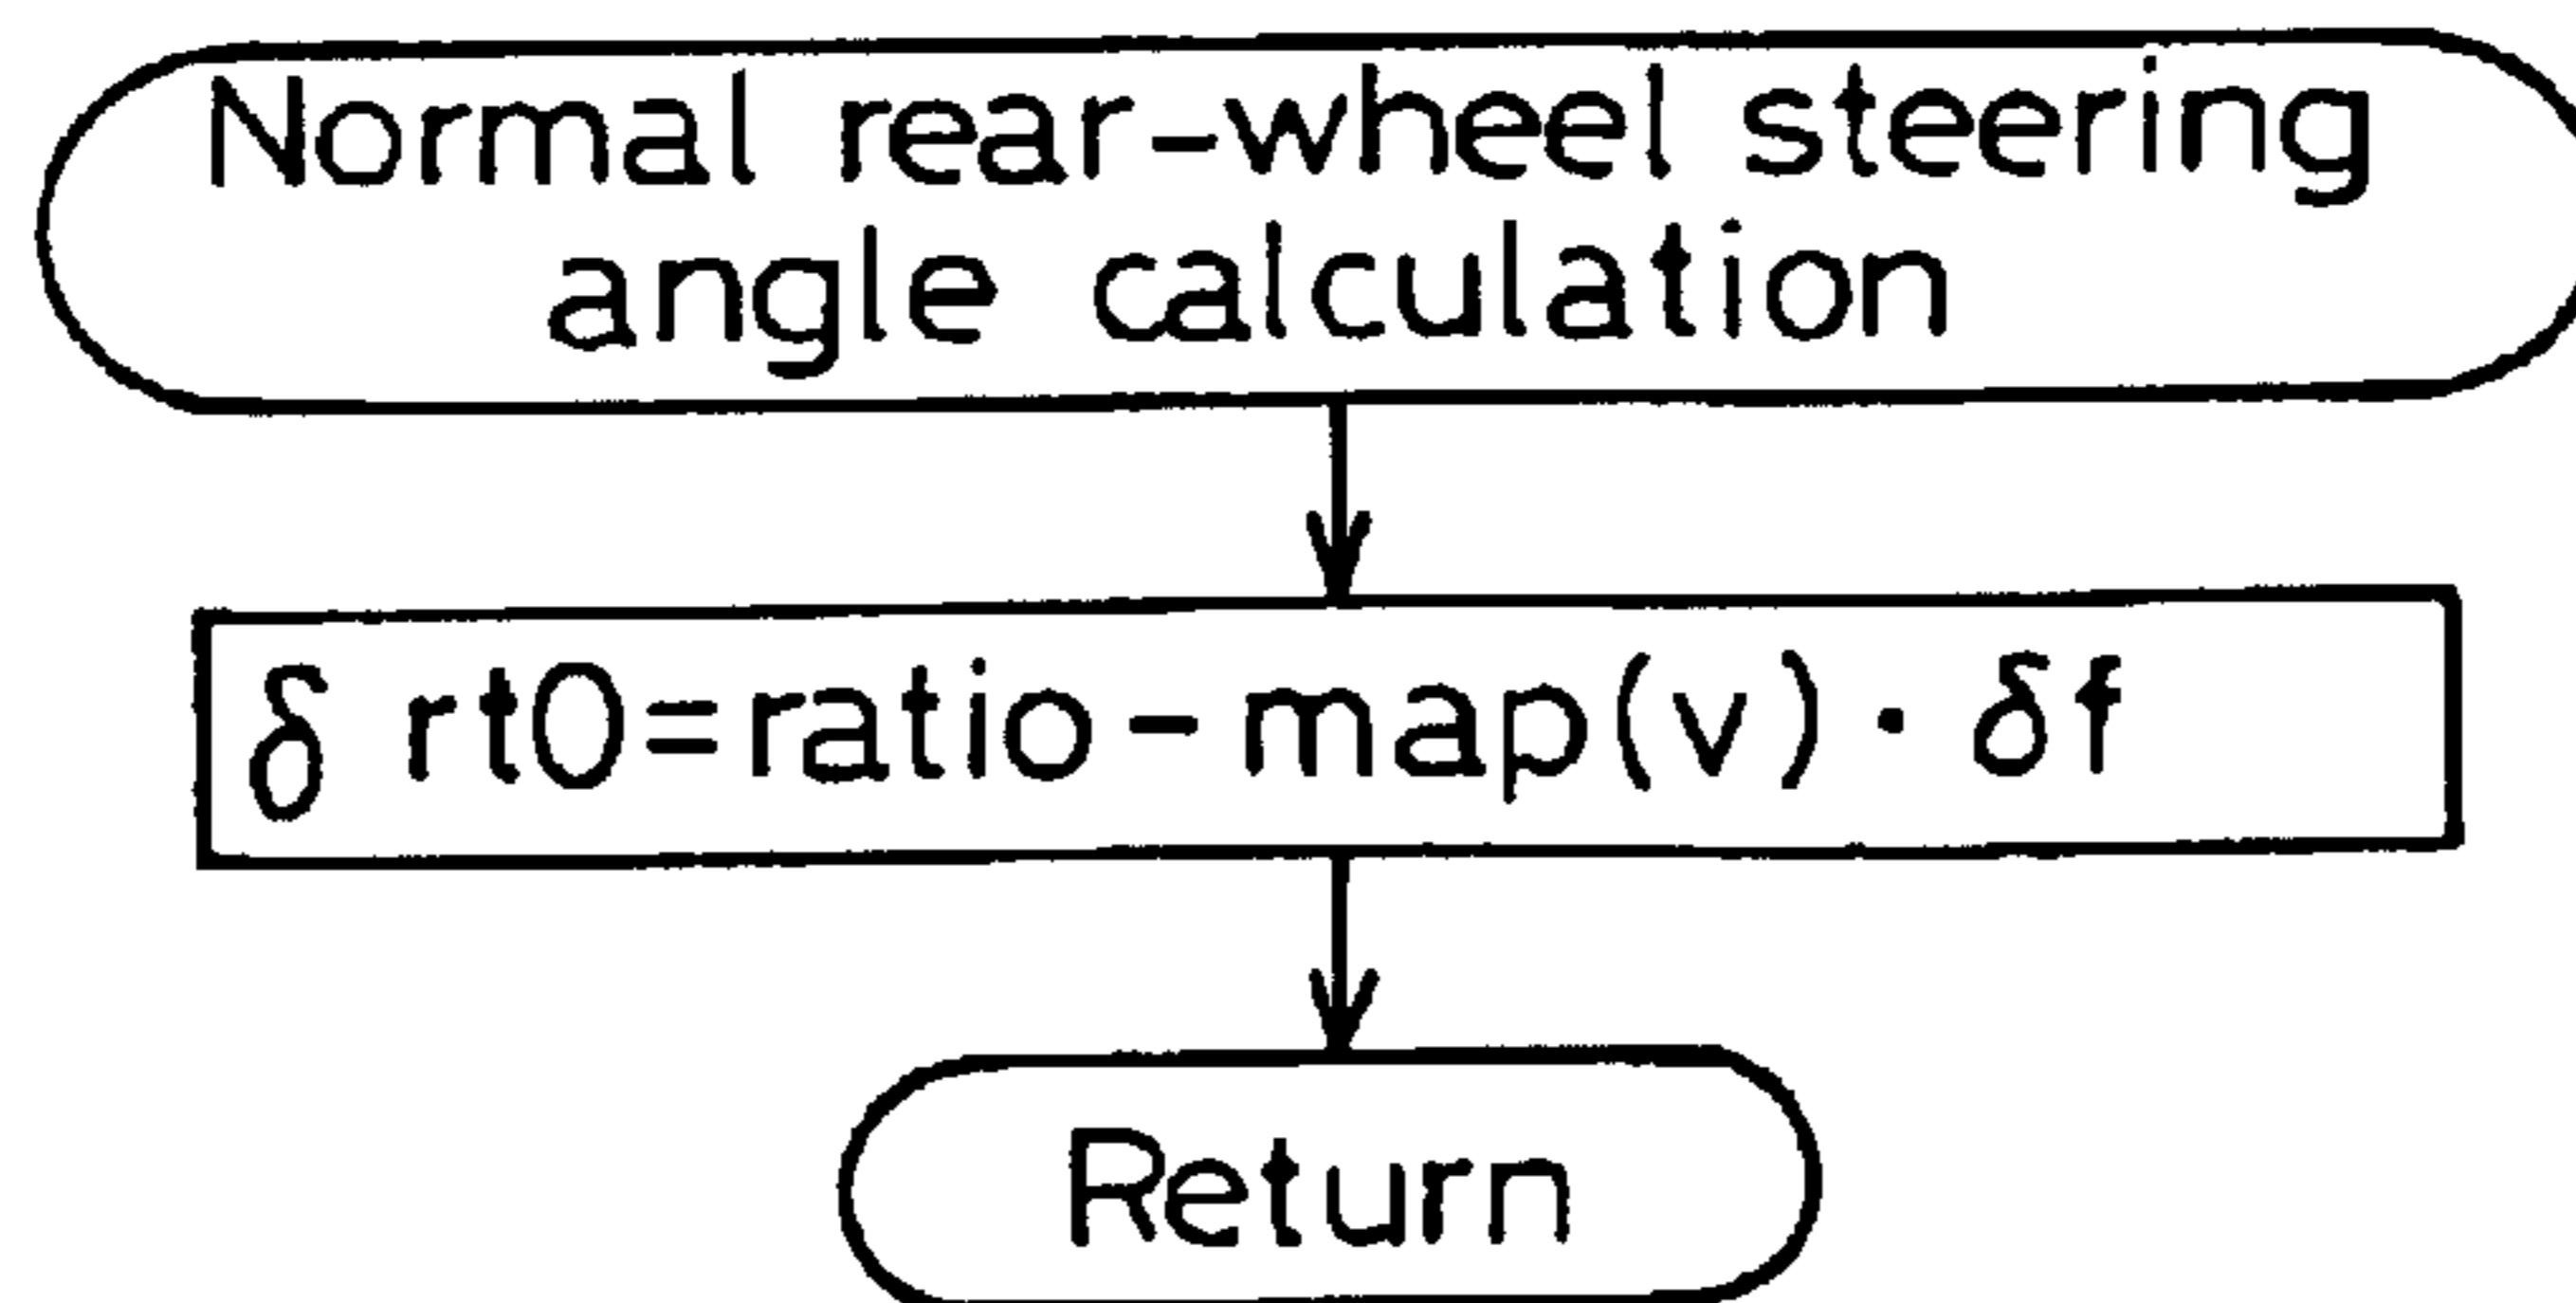 Normal rear-wheel steering
angle calculation
δ rt0=ratio-map(v)·δf
Return